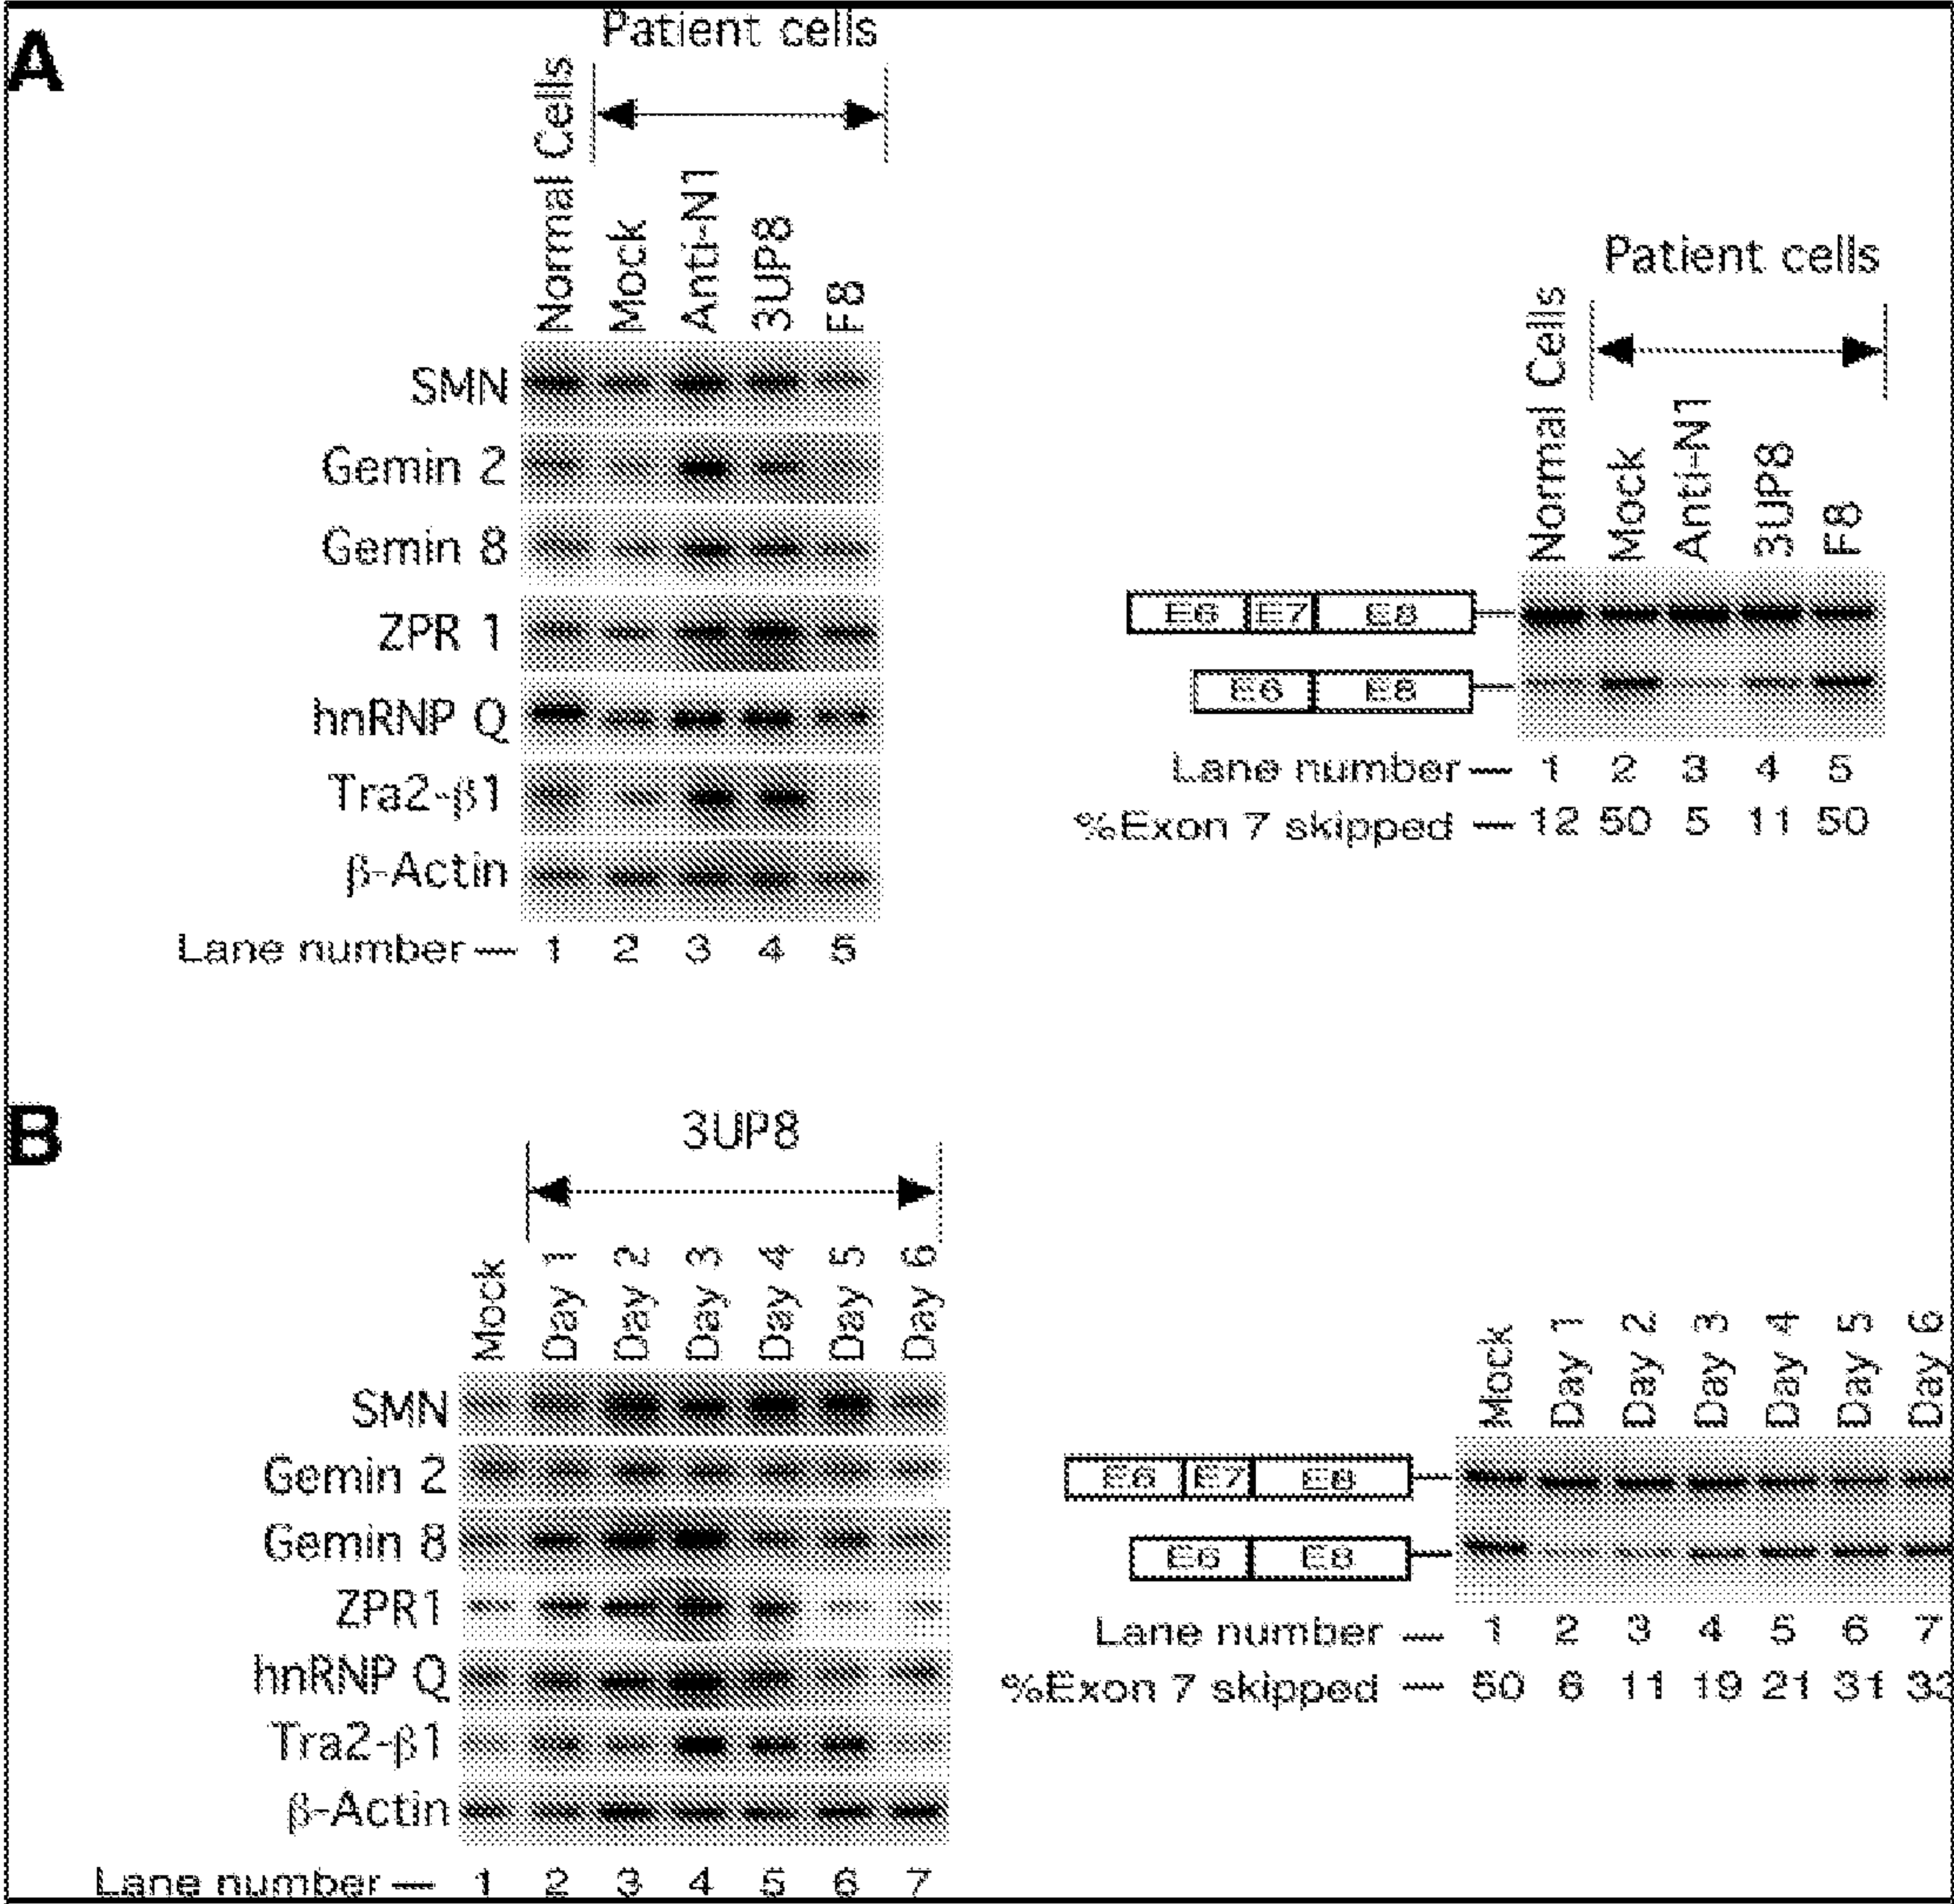 A
Patient cells
Normal Cells
Mock
Anti-N1
3UP8
F8
SMN
Gemin 2
Gemin 8
ZPR 1
hnRNP Q
Tra2-β1
β-Actin
Lane number — 1 2 3 4 5
Patient cells
Normal Cells
Mock
Anti-N1
3UP8
F8
E6 E7 E8
E6 E8
Lane number — 1 2 3 4 5
%Exon 7 skipped — 12 50 5 11 50
B
3UP8
Mock
Day 1
Day 2
Day 3
Day 4
Day 5
Day 6
SMN
Gemin 2
Gemin 8
ZPR1
hnRNP Q
Tra2-β1
β-Actin
Lane number — 1 2 3 4 5 6 7
Mock
Day 1
Day 2
Day 3
Day 4
Day 5
Day 6
E6 E7 E8
E6 E8
Lane number — 1 2 3 4 5 6 7
%Exon 7 skipped — 50 6 11 19 21 31 33